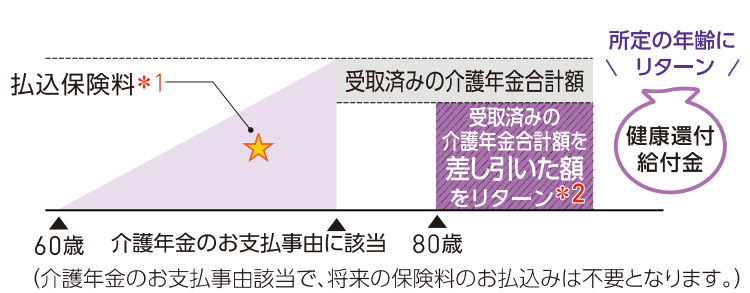 所定の年齢に
リターン
払込保険料＊1
受取済みの介護年金合計額
受取済みの
介護年金合計額を
差し引いた額
をリターン＊2
健康還付
給付金
60歳
介護年金のお支払事由に該当
80歳
（介護年金のお支払事由該当で、将来の保険料のお払込みは不要となります。）